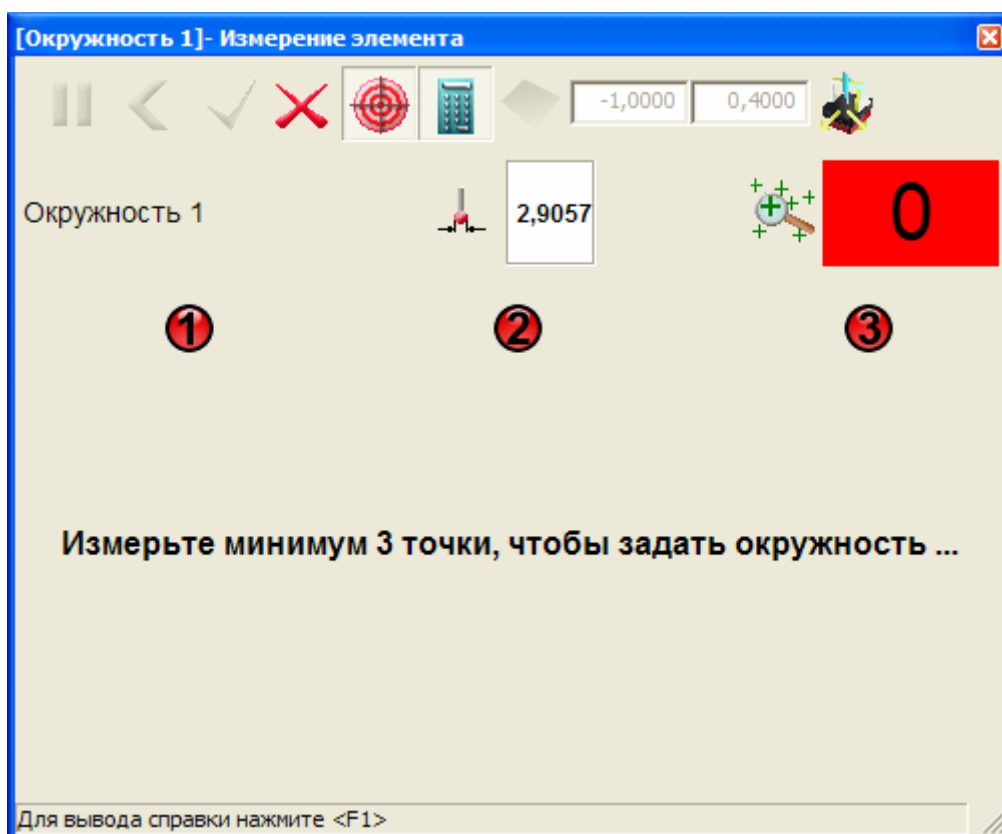 [Окружность 1]- Измерение элемента
-1,0000 0,4000
Окружность 1 2,9057 0
1 2 3
Измерьте минимум 3 точки, чтобы задать окружность ...
Для вывода справки нажмите <F1>